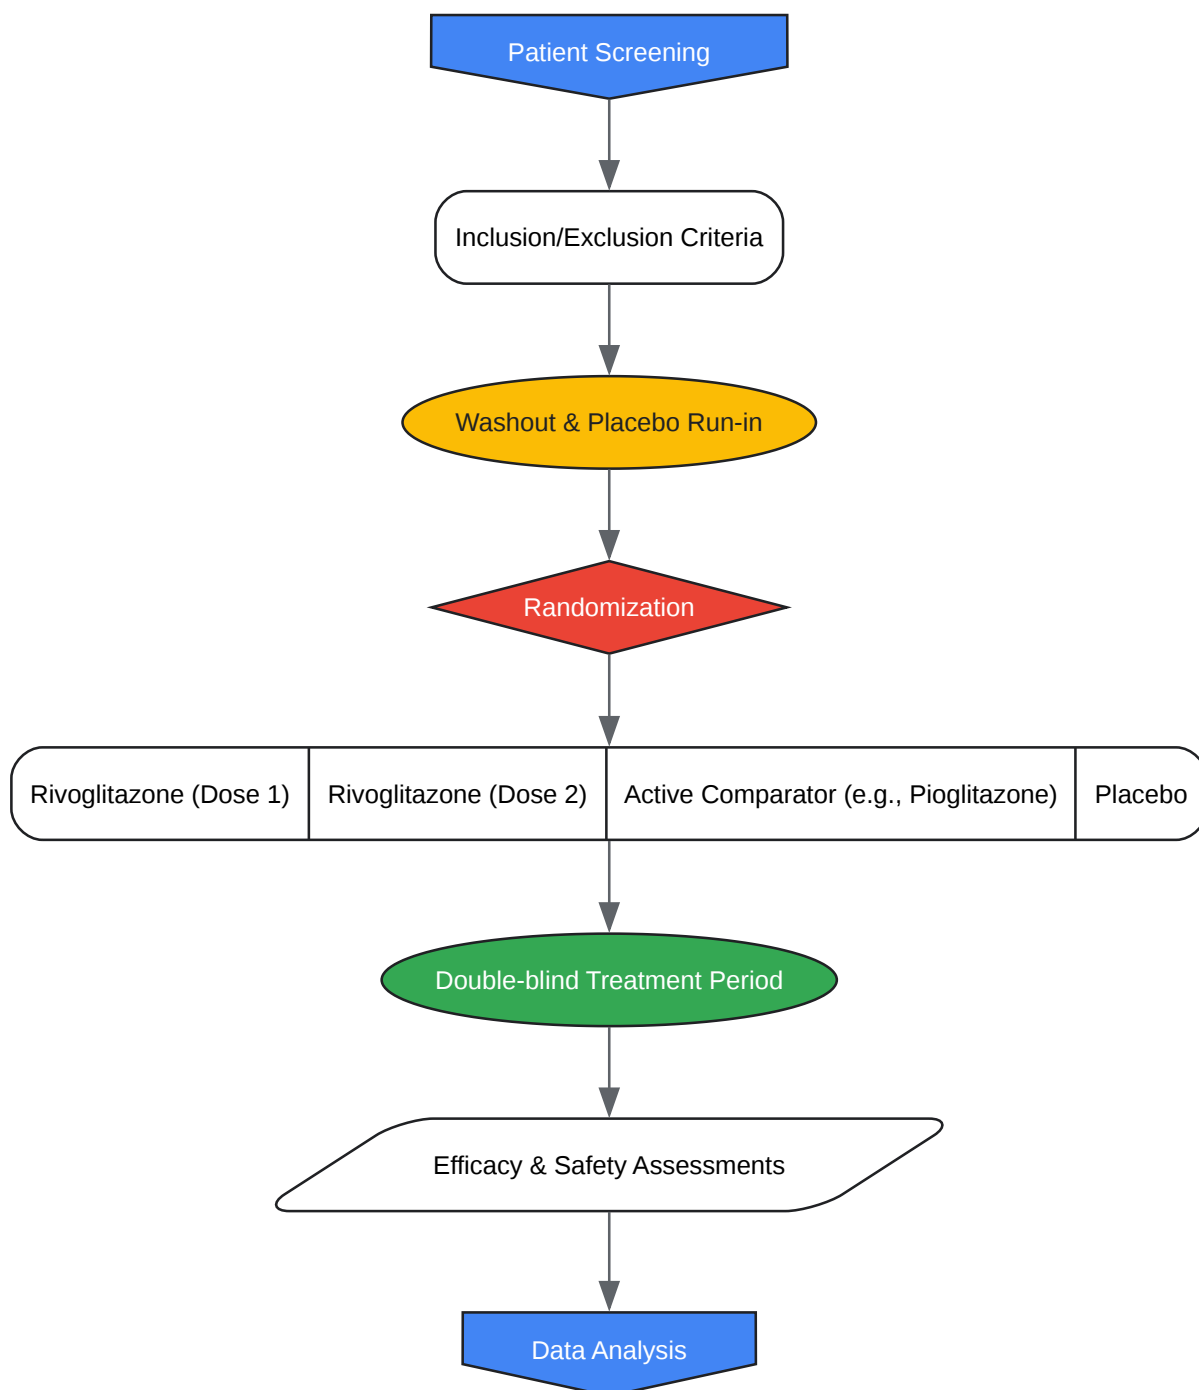 Patient Screening
Inclusion/Exclusion Criteria
Washout & Placebo Run-in
Randomization
Rivoglitazone (Dose 1)
Rivoglitazone (Dose 2)
Active Comparator (e.g., Pioglitazone)
Placebo
Double-blind Treatment Period
Efficacy & Safety Assessments
Data Analysis